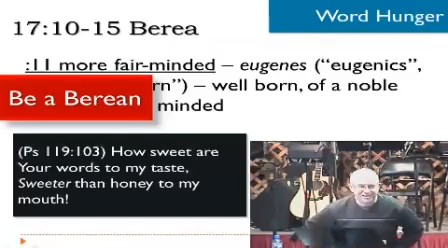 Word Hunger
17:10-15 Berea
:11 more fair-minded – eugenes ("eugenics",
rn") – well born, of a noble
minded
Be a Berean
(Ps 119:103) How sweet are
Your words to my taste,
Sweeter than honey to my
mouth!